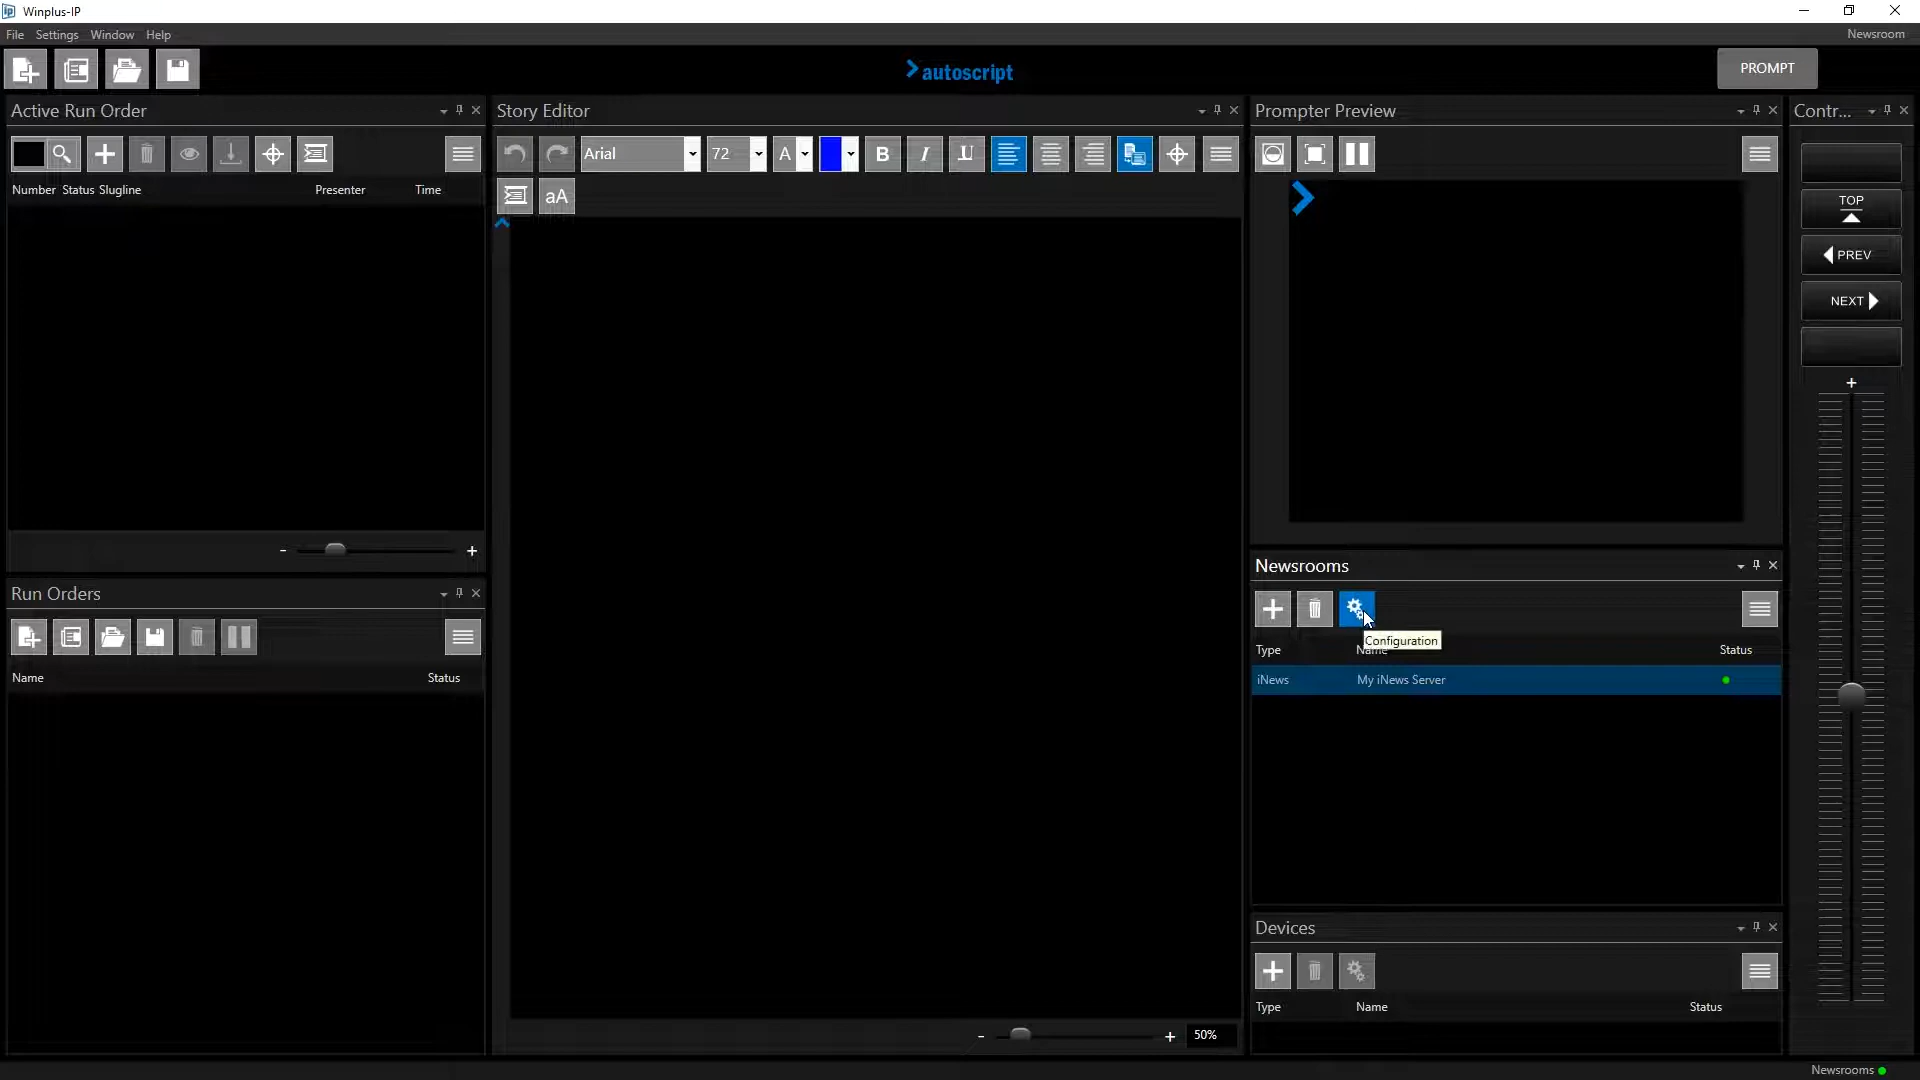 Winplus-IP
File Settings Window Help Newsroom
autoscript
PROMPT
Active Run Order
Number Status Slugline Presenter Time
- +
Run Orders
Name Status
Story Editor
Arial 72 A B I U
aA
- + 50%
Prompter Preview
Newsrooms
Configuration
Type Name Status
iNews My iNews Server
Devices
Type Name Status
Contr...
TOP
PREV
NEXT
+
Newsrooms